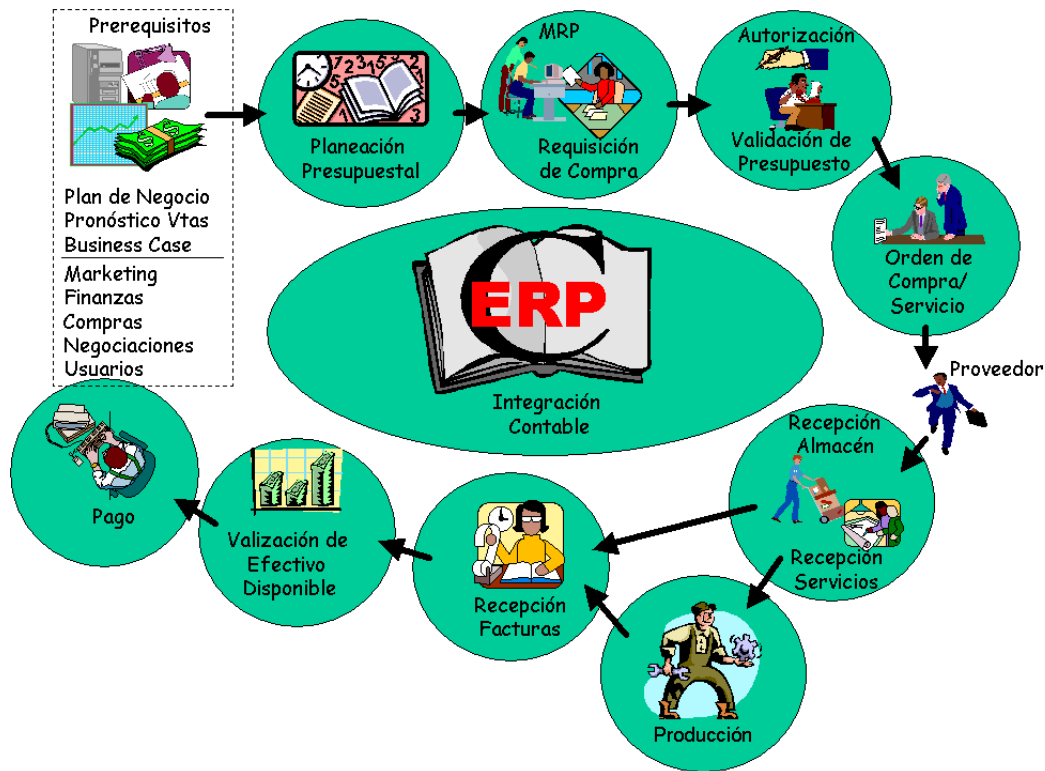 Prerequisitos
Plan de Negocio
Pronóstico Vtas
Business Case
Marketing
Finanzas
Compras
Negociaciones
Usuarios
Planeación
Presupuestal
MRP
Requisición
de Compra
Autorización
Validación de
Presupuesto
Orden de
Compra/
Servicio
Proveedor
Recepción
Almacén
Recepción
Servicios
Producción
Recepción
Facturas
Valización de
Efectivo
Disponible
Pago
C
ERP
Integración
Contable